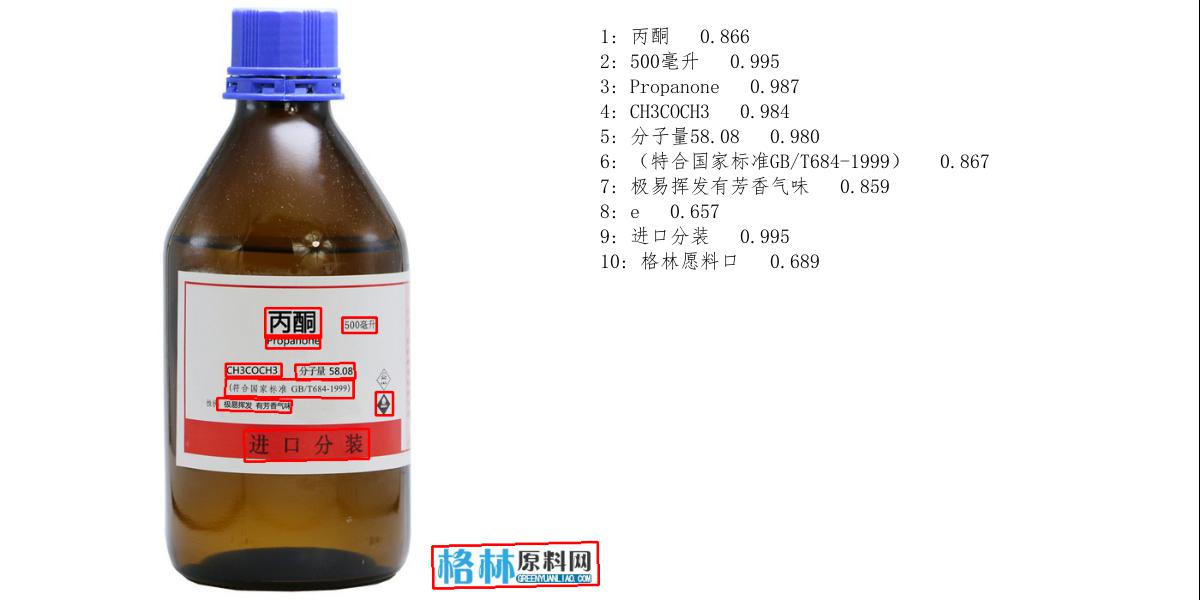 丙酮
500毫升
Propanone
CH3COCH3
分子量 58.08
(符合国家标准 GB/T684-1999)
极易挥发 有芳香气味
进口分装
格林原料网
GREENYUANLIAO.COM
1: 丙酮 0.866
2: 500毫升 0.995
3: Propanone 0.987
4: CH3COCH3 0.984
5: 分子量58.08 0.980
6: （特合国家标准GB/T684-1999） 0.867
7: 极易挥发有芳香气味 0.859
8: e 0.657
9: 进口分装 0.995
10: 格林愿料口 0.689